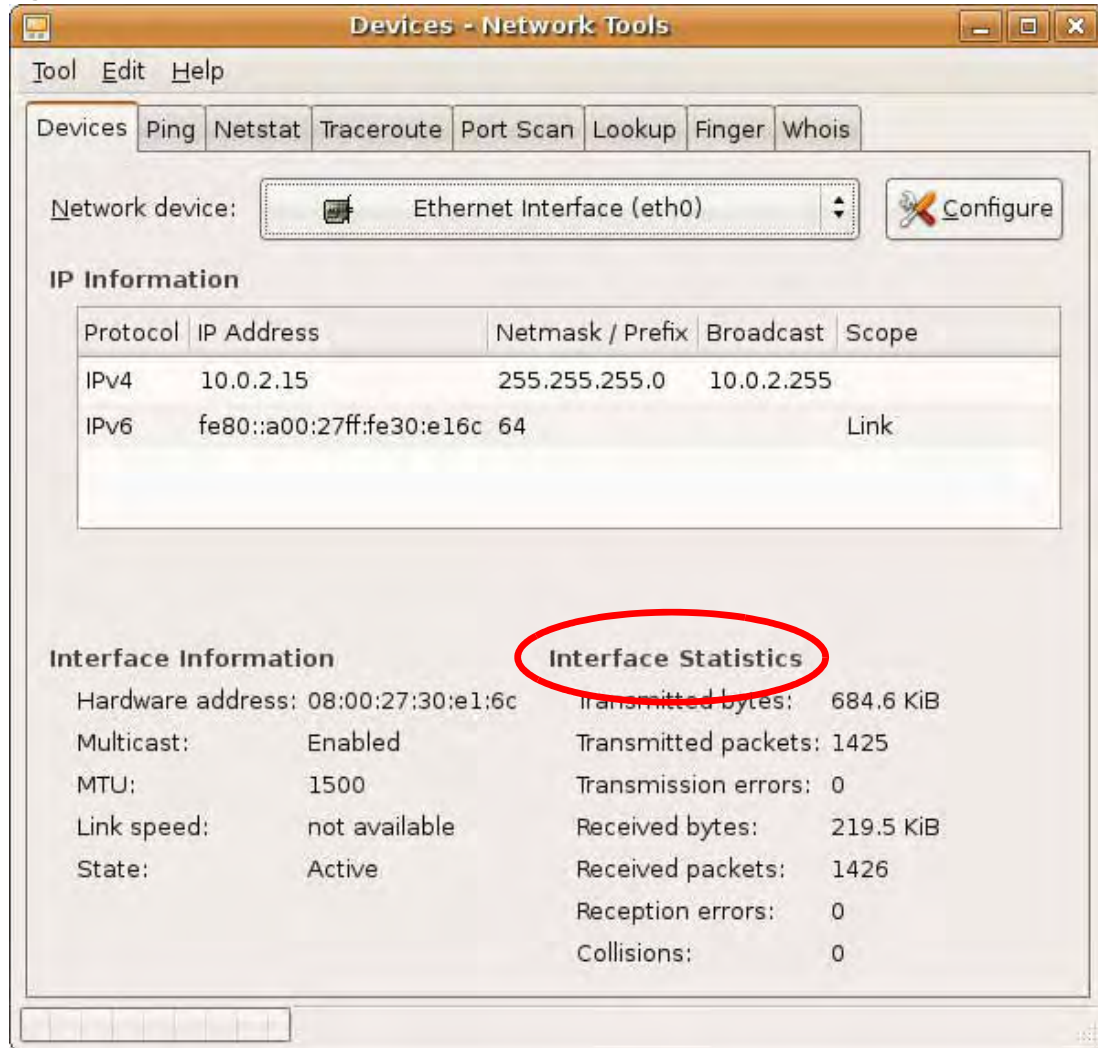 Devices - Network Tools
Tool Edit Help
Devices Ping Netstat Traceroute Port Scan Lookup Finger Whois
Network device: Ethernet Interface (eth0) Configure
IP Information
Protocol IP Address Netmask / Prefix Broadcast Scope
IPv4 10.0.2.15 255.255.255.0 10.0.2.255
IPv6 fe80::a00:27ff:fe30:e16c 64 Link
Interface Information
Hardware address: 08:00:27:30:e1:6c
Multicast: Enabled
MTU: 1500
Link speed: not available
State: Active
Interface Statistics
Transmitted bytes: 684.6 KiB
Transmitted packets: 1425
Transmission errors: 0
Received bytes: 219.5 KiB
Received packets: 1426
Reception errors: 0
Collisions: 0